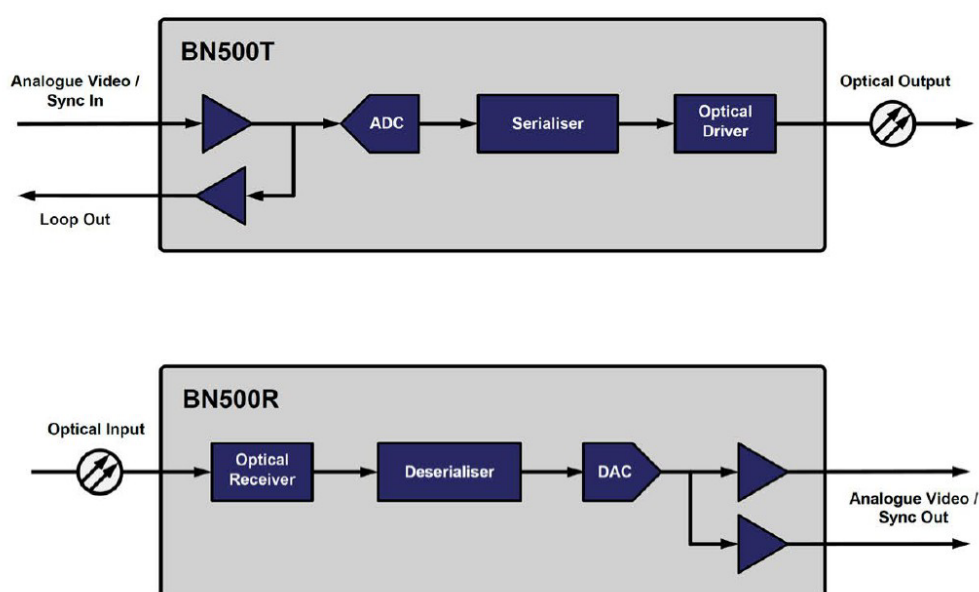 BN500T
Analogue Video /
Sync In
ADC
Serialiser
Optical
Driver
Optical Output
Loop Out
BN500R
Optical Input
Optical
Receiver
Deserialiser
DAC
Analogue Video /
Sync Out